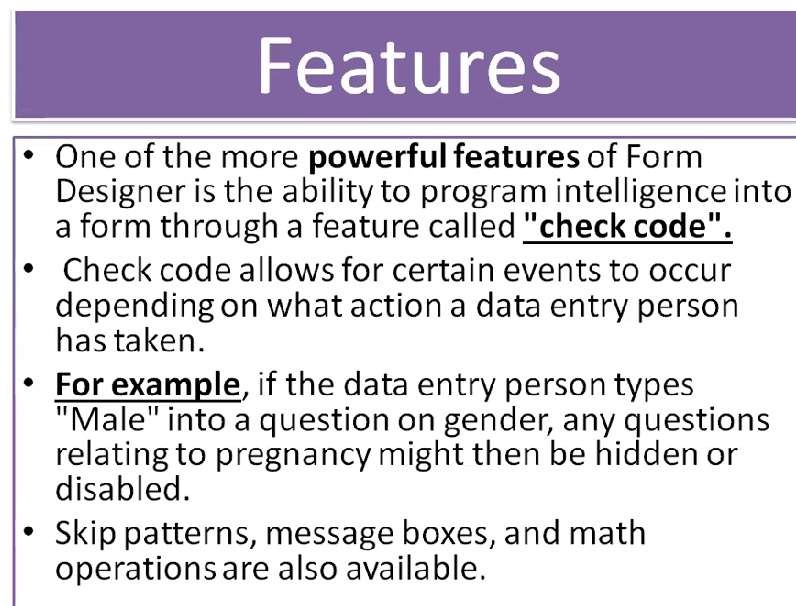 Features
• One of the more powerful features of Form
Designer is the ability to program intelligence into
a form through a feature called "check code".
• Check code allows for certain events to occur
depending on what action a data entry person
has taken.
• For example, if the data entry person types
"Male" into a question on gender, any questions
relating to pregnancy might then be hidden or
disabled.
• Skip patterns, message boxes, and math
operations are also available.